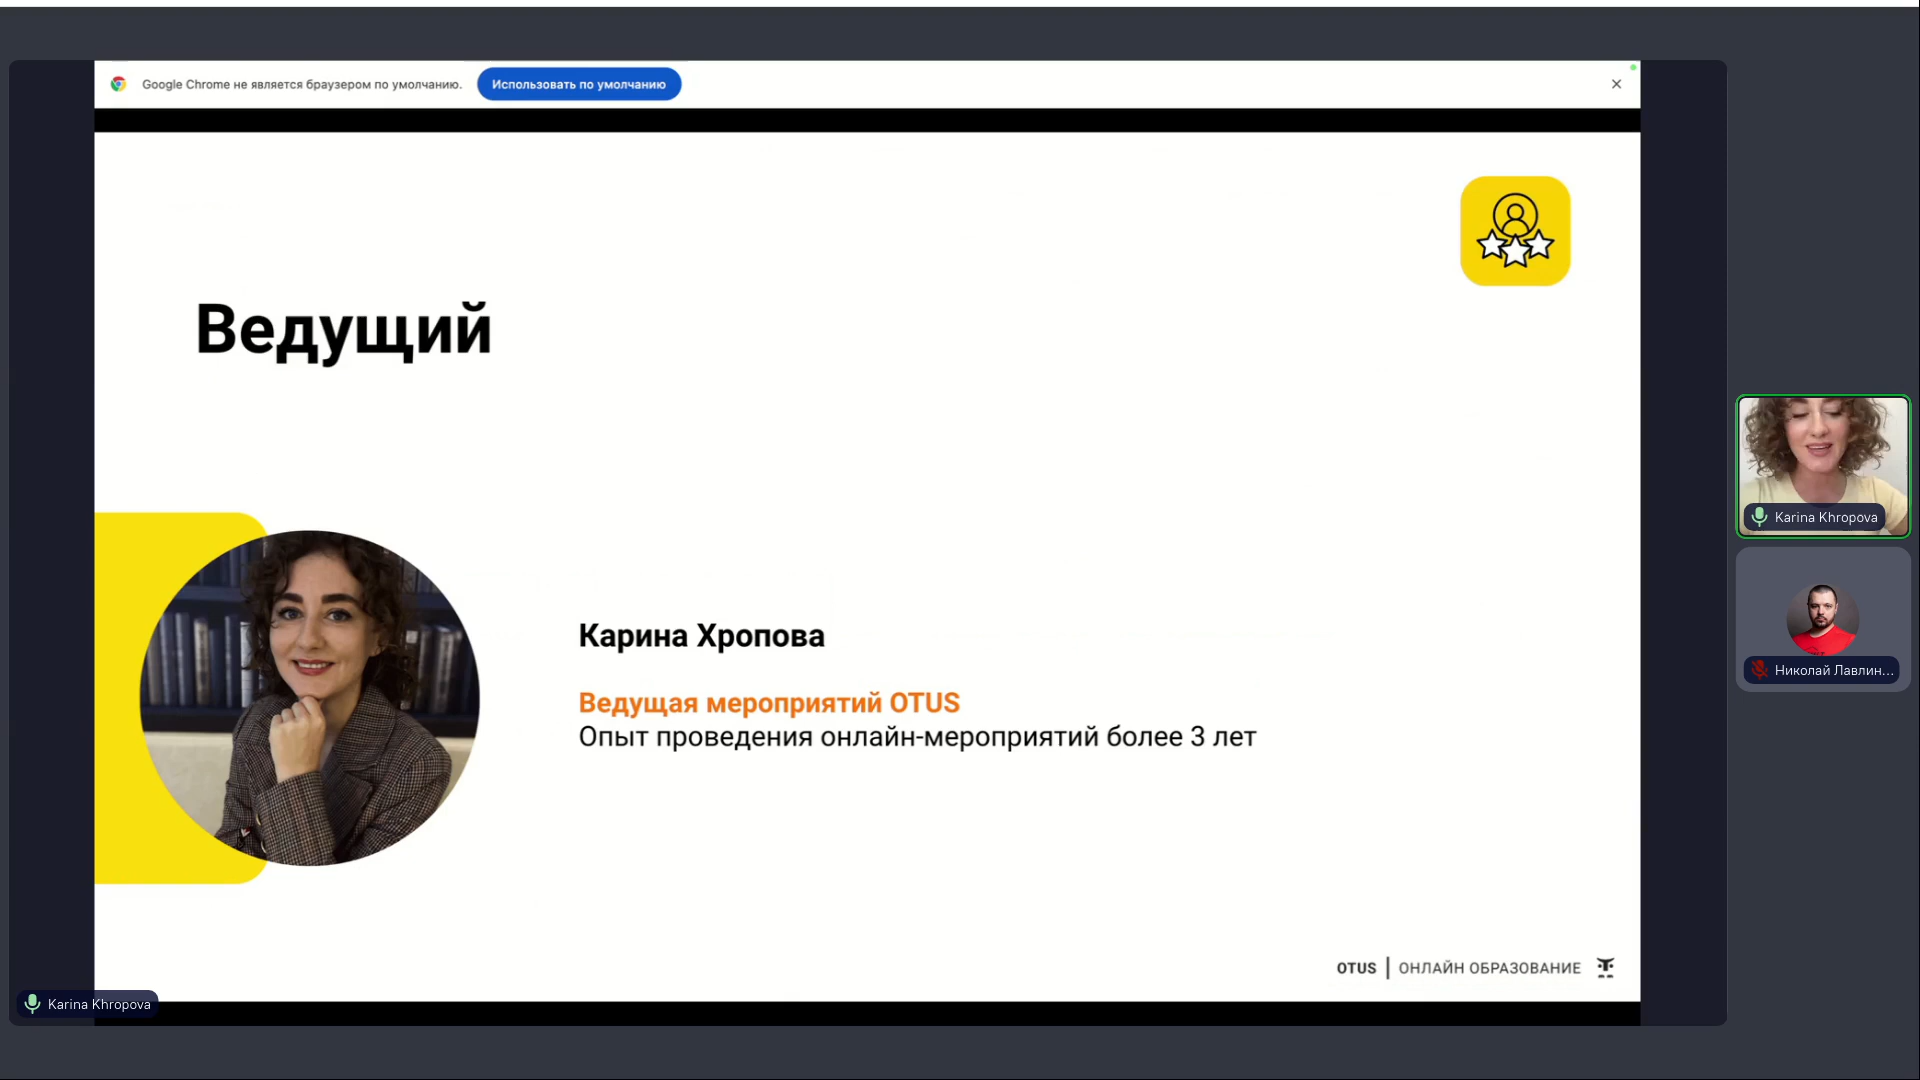 Google Chrome не является браузером по умолчанию. Использовать по умолчанию
Ведущий
Карина Хропова
Ведущая мероприятий OTUS
Опыт проведения онлайн-мероприятий более 3 лет
OTUS | ОНЛАЙН ОБРАЗОВАНИЕ
Karina Khropova
Karina Khropova
Николай Лавлин...